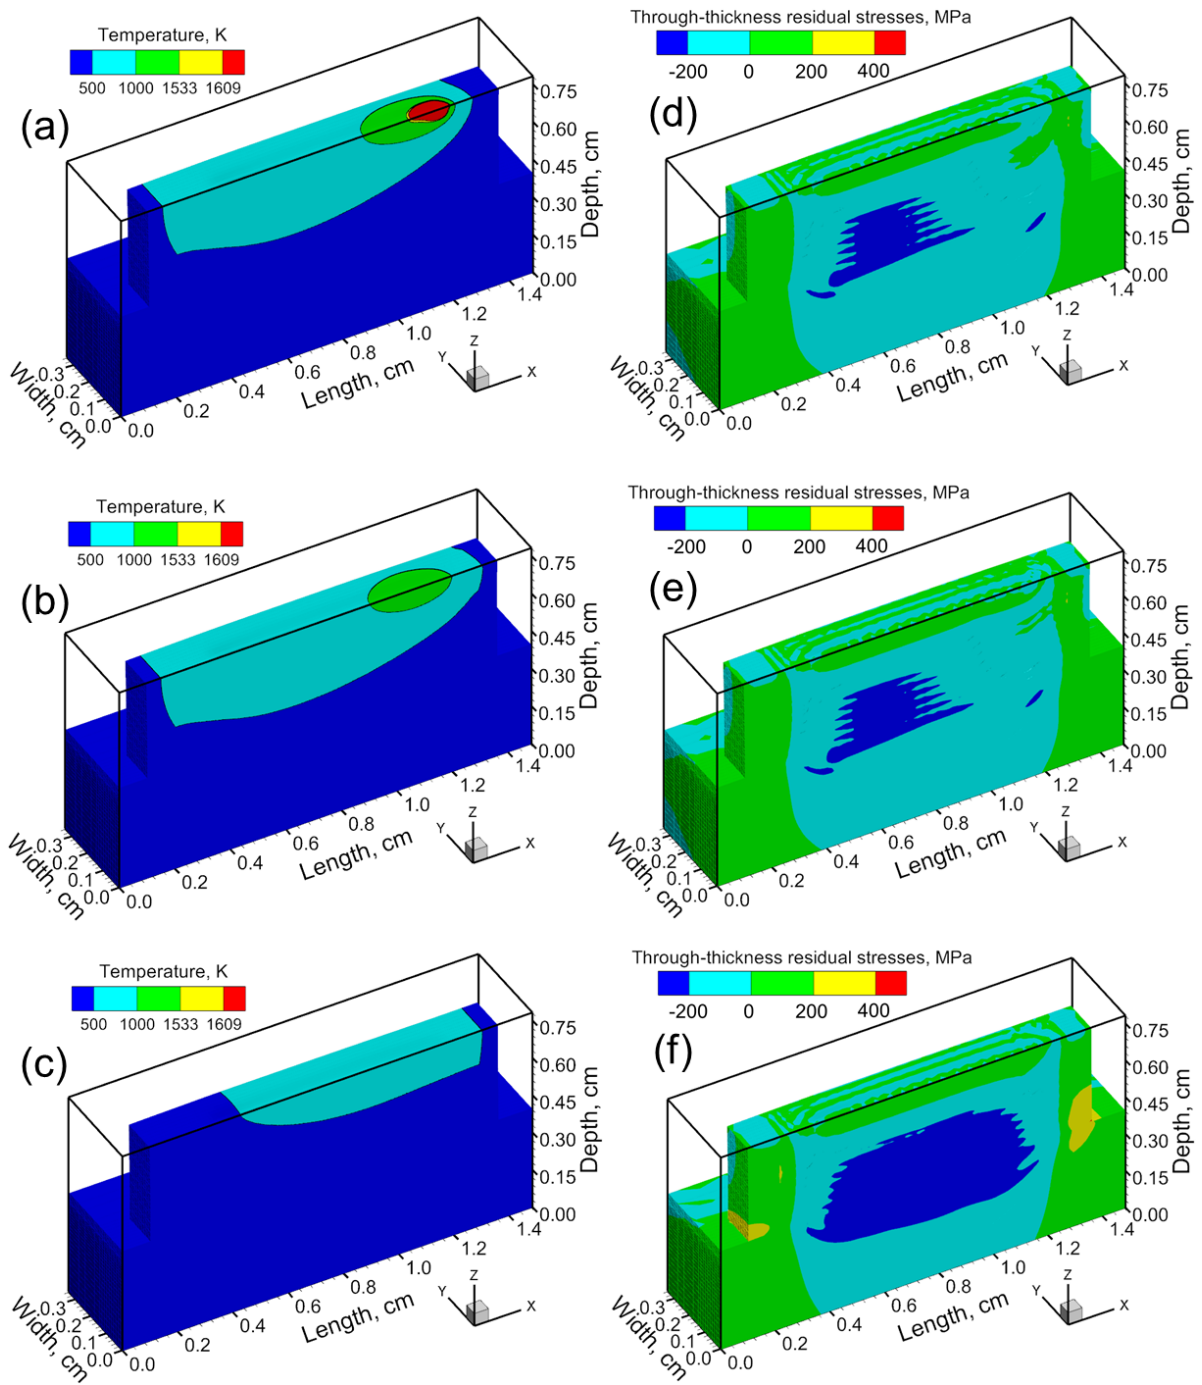 Temperature, K
500 1000 1533 1609
(a)
0.75
0.60
0.45
0.30
0.15
0.00
Depth, cm
0.3
0.2
0.1
0.0
Width, cm
0.0 0.2 0.4 0.6 0.8 1.0 1.2 1.4
Length, cm
Z
Y
X
Through-thickness residual stresses, MPa
-200 0 200 400
(d)
0.75
0.60
0.45
0.30
0.15
0.00
Depth, cm
0.3
0.2
0.1
0.0
Width, cm
0.0 0.2 0.4 0.6 0.8 1.0 1.2 1.4
Length, cm
Z
Y
X
Temperature, K
500 1000 1533 1609
(b)
0.75
0.60
0.45
0.30
0.15
0.00
Depth, cm
0.3
0.2
0.1
0.0
Width, cm
0.0 0.2 0.4 0.6 0.8 1.0 1.2 1.4
Length, cm
Z
Y
X
Through-thickness residual stresses, MPa
-200 0 200 400
(e)
0.75
0.60
0.45
0.30
0.15
0.00
Depth, cm
0.3
0.2
0.1
0.0
Width, cm
0.0 0.2 0.4 0.6 0.8 1.0 1.2 1.4
Length, cm
Z
Y
X
Temperature, K
500 1000 1533 1609
(c)
0.75
0.60
0.45
0.30
0.15
0.00
Depth, cm
0.3
0.2
0.1
0.0
Width, cm
0.0 0.2 0.4 0.6 0.8 1.0 1.2 1.4
Length, cm
Z
Y
X
Through-thickness residual stresses, MPa
-200 0 200 400
(f)
0.75
0.60
0.45
0.30
0.15
0.00
Depth, cm
0.3
0.2
0.1
0.0
Width, cm
0.0 0.2 0.4 0.6 0.8 1.0 1.2 1.4
Length, cm
Z
Y
X